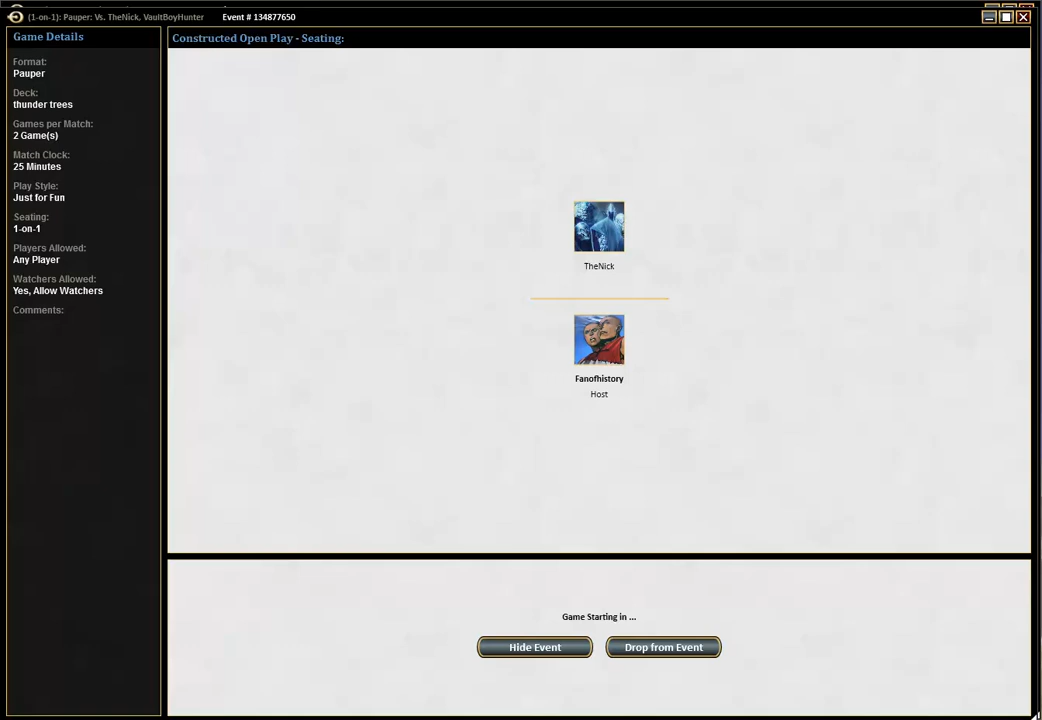 (1-on-1): Pauper: Vs. TheNick, VaultBoyHunter Event # 134877650
Game Details
Format:
Pauper
Deck:
thunder trees
Games per Match:
2 Game(s)
Match Clock:
25 Minutes
Play Style:
Just for Fun
Seating:
1-on-1
Players Allowed:
Any Player
Watchers Allowed:
Yes, Allow Watchers
Comments:
Constructed Open Play - Seating:
TheNick
Fanofhistory
Host
Game Starting in ...
Hide Event Drop from Event